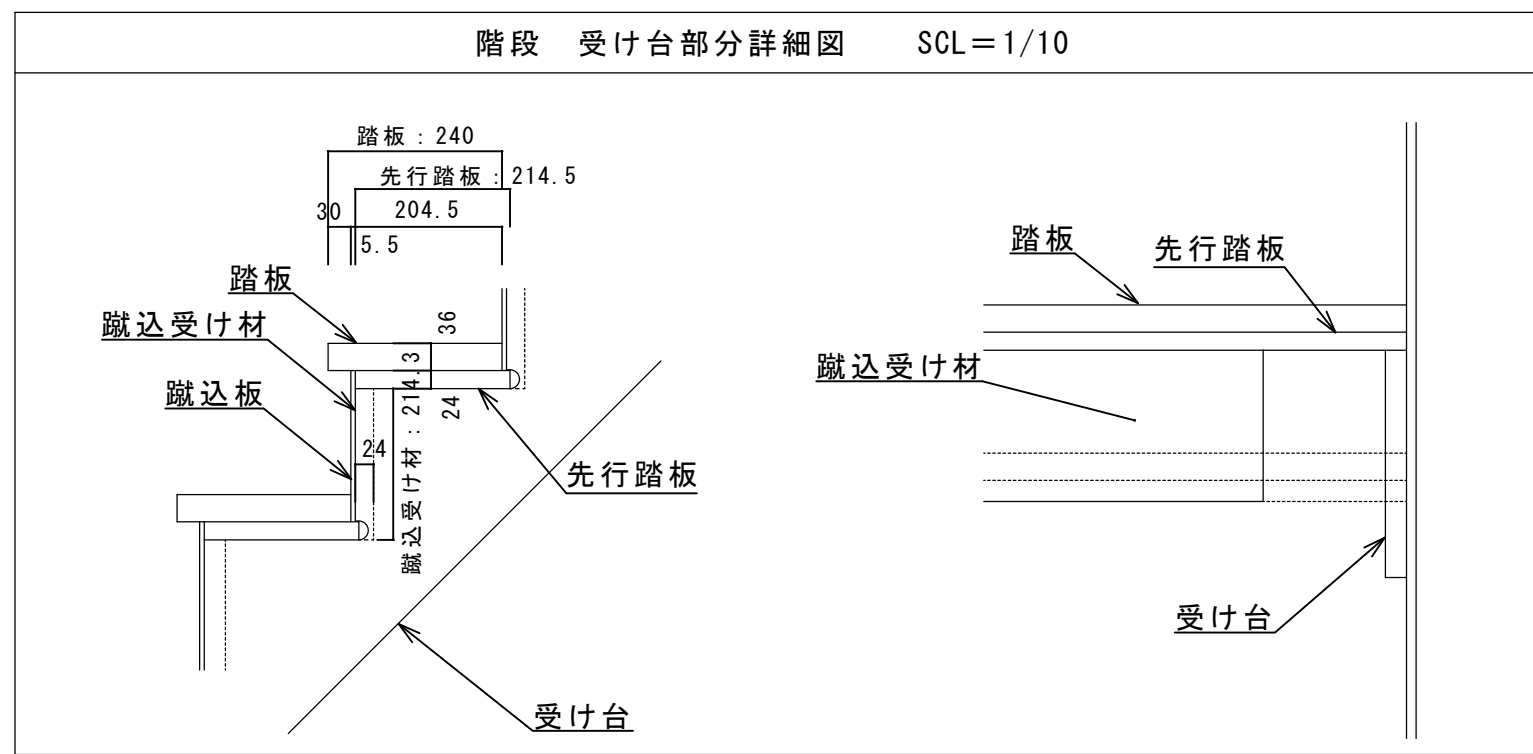 階段　受け台部分詳細図　　SCL＝1/10
踏板：240
先行踏板：214.5
30
204.5
5.5
踏板
蹴込受け材
蹴込板
36
24
蹴込受け材：214.3
24
先行踏板
受け台
踏板
先行踏板
蹴込受け材
受け台